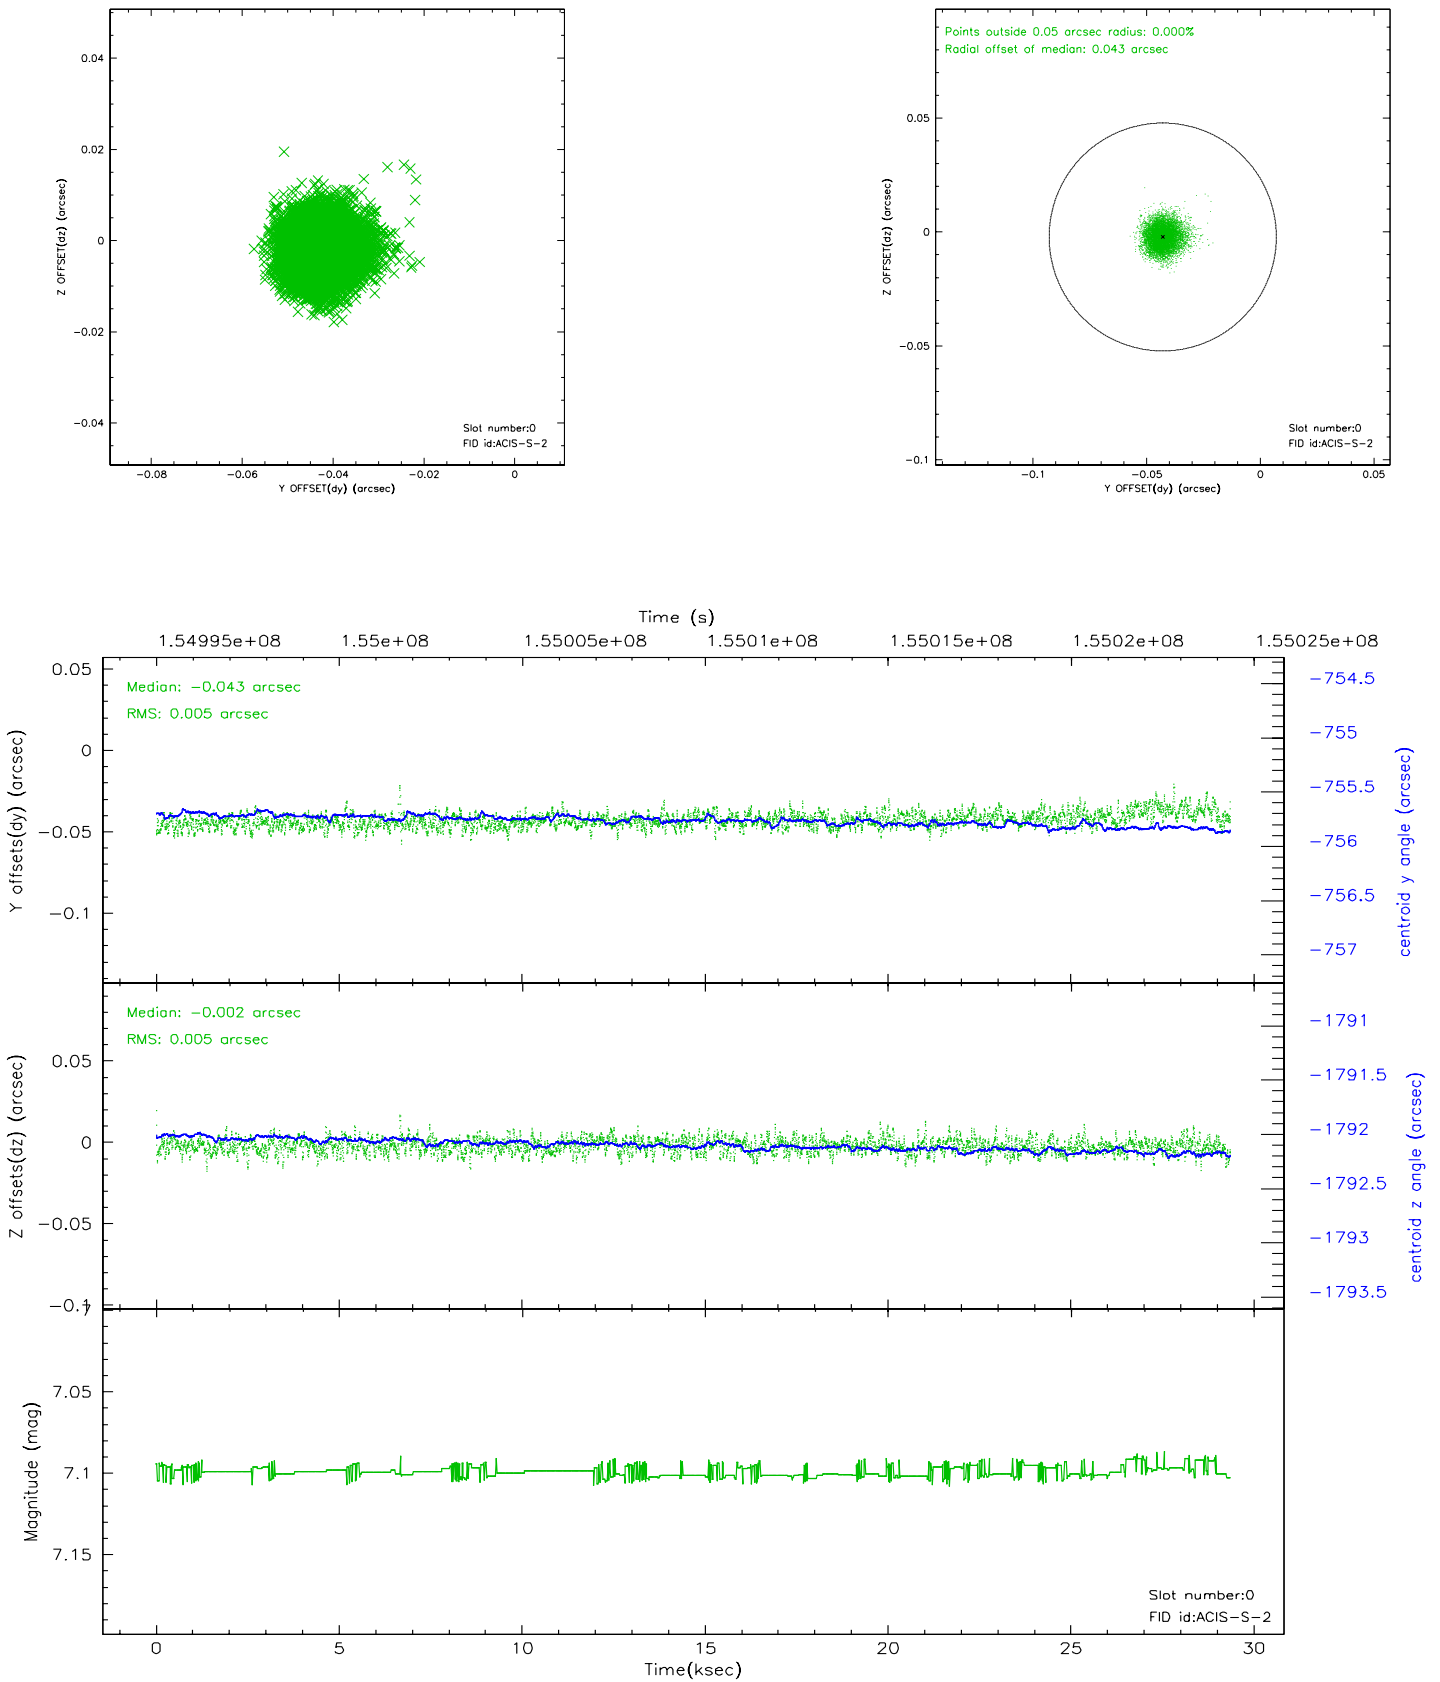 0.04
0.02
0
−0.02
−0.04
Z OFFSET(dz) (arcsec)
Slot number:0
FID id:ACIS−S−2
−0.08
−0.06
−0.04
−0.02
0
Y OFFSET(dy) (arcsec)
Points outside 0.05 arcsec radius: 0.000%
Radial offset of median: 0.043 arcsec
0.05
0
−0.05
−0.1
Z OFFSET(dz) (arcsec)
Slot number:0
FID id:ACIS−S−2
−0.1
−0.05
0
0.05
Y OFFSET(dy) (arcsec)
Time (s)
1.54995e+08
1.55e+08
1.55005e+08
1.5501e+08
1.55015e+08
1.5502e+08
1.55025e+08
0.05
0
−0.05
−0.1
Y offsets(dy) (arcsec)
Median: −0.043 arcsec
RMS: 0.005 arcsec
−754.5
−755
−755.5
−756
−756.5
−757
centroid y angle (arcsec)
0.05
0
−0.05
−0.1
Z offsets(dz) (arcsec)
Median: −0.002 arcsec
RMS: 0.005 arcsec
−1791
−1791.5
−1792
−1792.5
−1793
−1793.5
centroid z angle (arcsec)
7
7.05
7.1
7.15
Magnitude (mag)
Slot number:0
FID id:ACIS−S−2
0
5
10
15
20
25
30
Time(ksec)